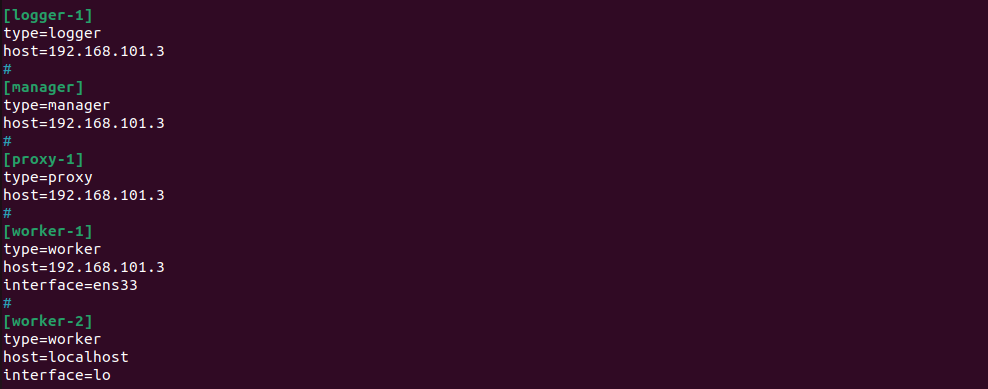 [logger-1]
type=logger
host=192.168.101.3
#
[manager]
type=manager
host=192.168.101.3
#
[proxy-1]
type=proxy
host=192.168.101.3
#
[worker-1]
type=worker
host=192.168.101.3
interface=ens33
#
[worker-2]
type=worker
host=localhost
interface=lo